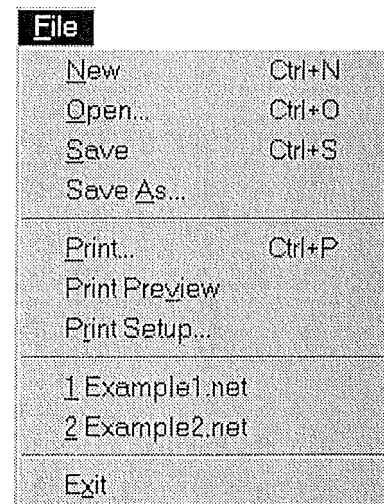 File
New Ctrl+N
Open... Ctrl+O
Save Ctrl+S
Save As...
Print... Ctrl+P
Print Preview
Print Setup...
1 Example1.net
2 Example2.net
Exit